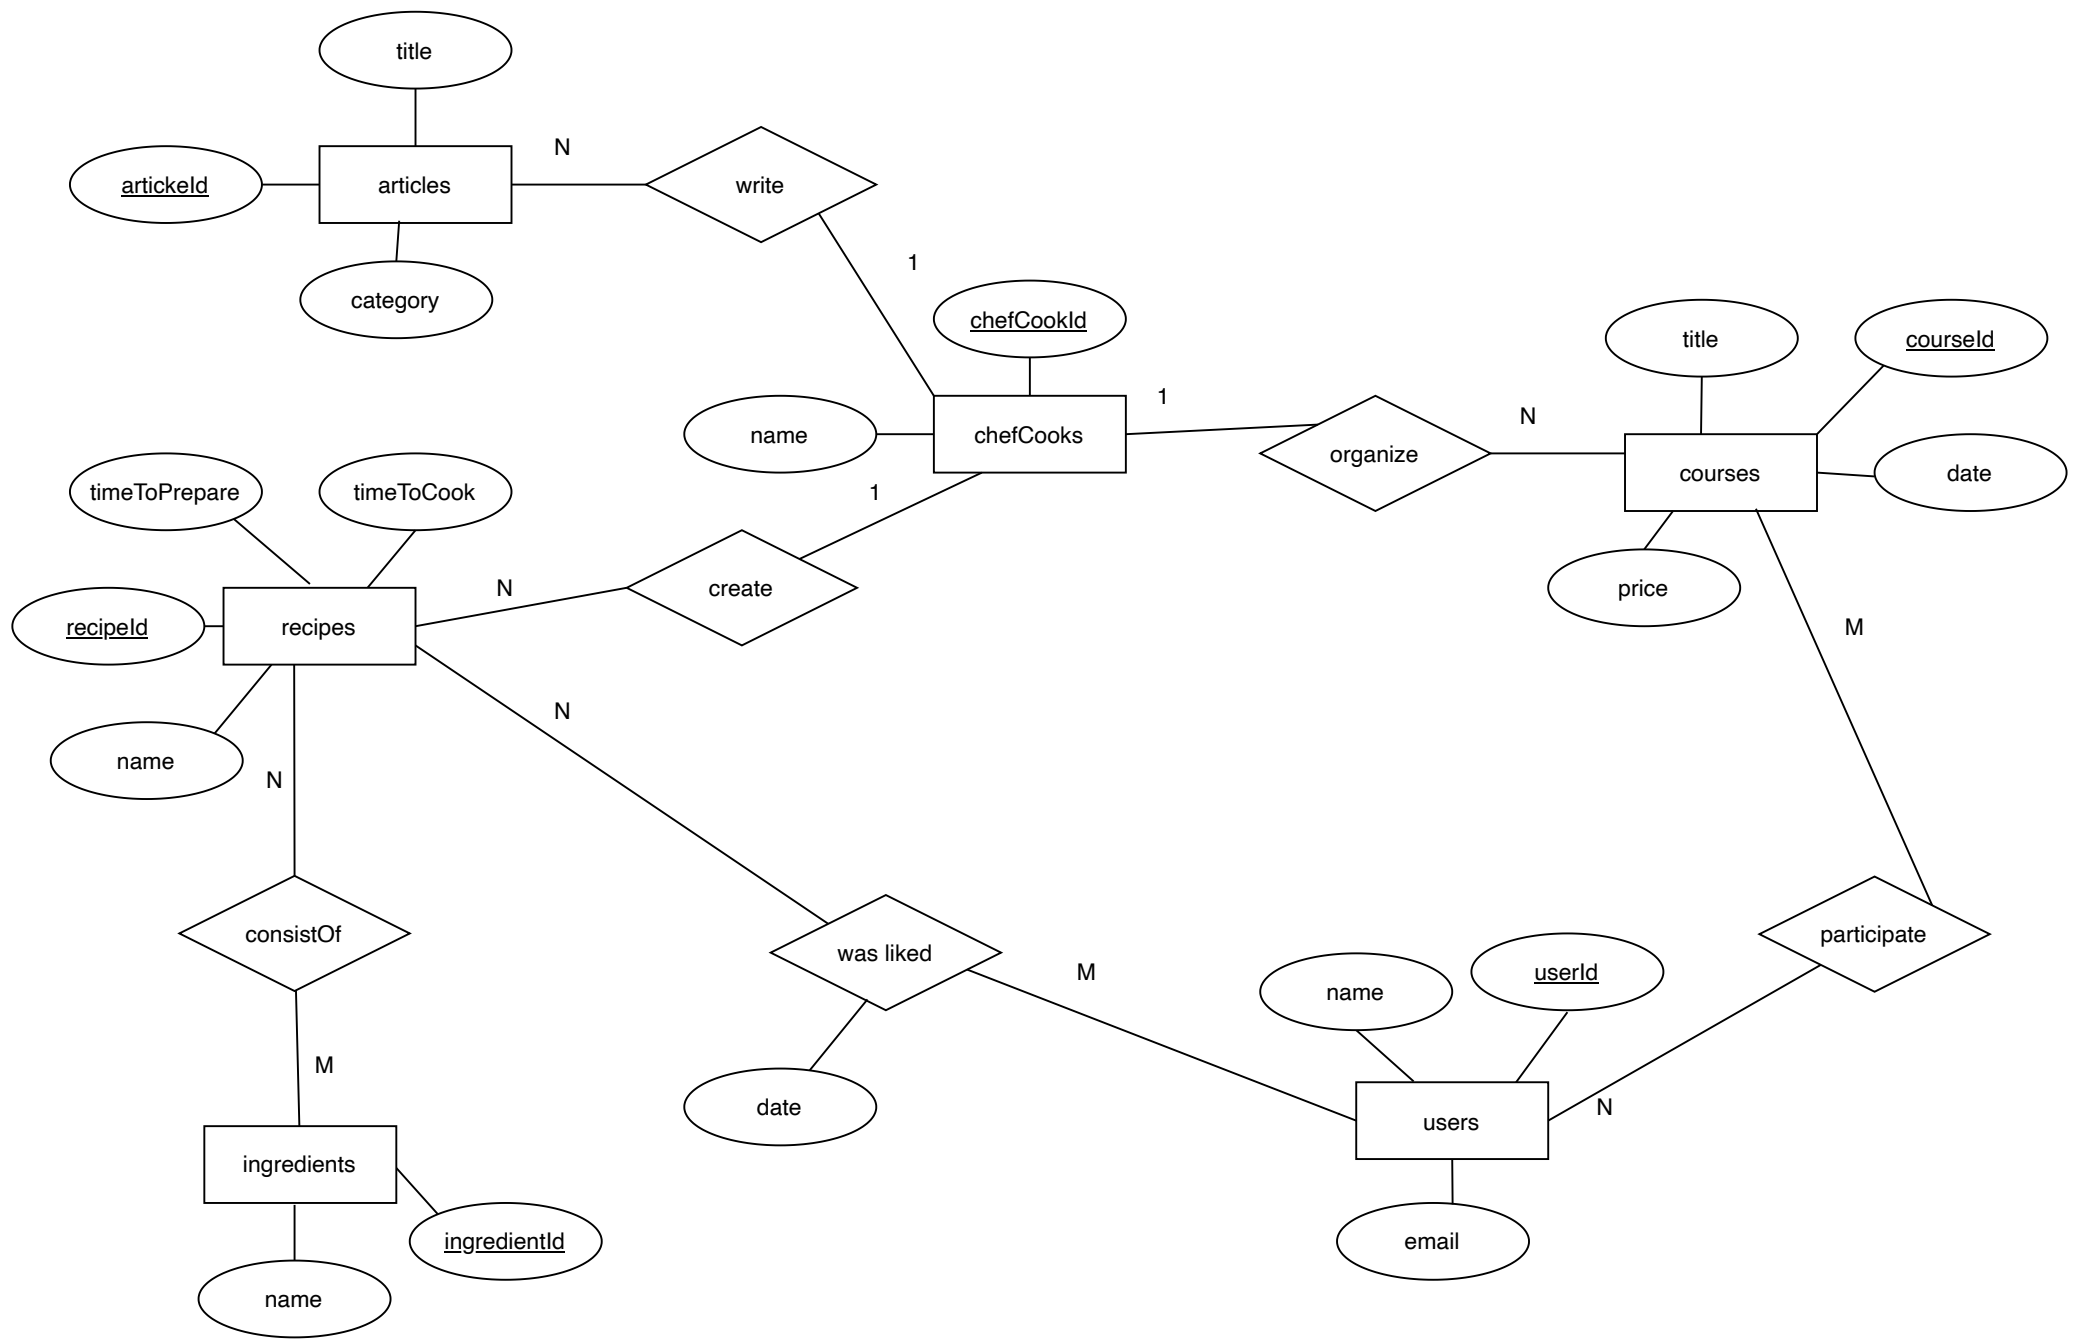 title
N
artickeId
articles
write
1
category
chefCookId
title
courseId
1
N
name
chefCooks
organize
courses
date
timeToPrepare
timeToCook
1
N
create
price
recipeId
recipes
M
N
name
N
consistOf
was liked
participate
M
name
userId
M
date
users
N
ingredients
ingredientId
email
name